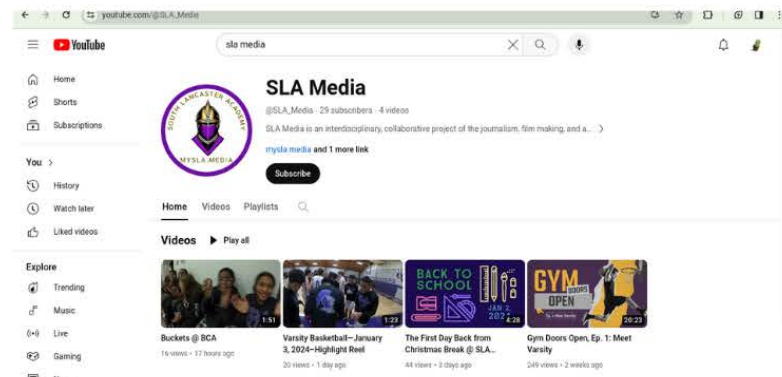 youtube.com/@SLA_Media
YouTube
sla media
Home
Shorts
Subscriptions
You >
History
Watch later
Liked videos
Explore
Trending
Music
Live
Gaming
SOUTH LANCASTER ACADEMY
MYSLA.MEDIA
SLA Media
@SLA_Media · 29 subscribers · 4 videos
SLA Media is an interdisciplinary, collaborative project of the journalism, film making, and a... >
mysla media and 1 more link
Subscribe
Home Videos Playlists
Videos Play all
1:51
Buckets @ BCA
16 views • 17 hours ago
1:23
Varsity Basketball—January
3, 2024–Highlight Reel
20 views • 1 day ago
BACK TO
SCHOOL
JAN 2,
4:28
The First Day Back from
Christmas Break @ SLA...
44 views • 3 days ago
GYM
DOORS
OPEN
20:23
Gym Doors Open, Ep. 1: Meet
Varsity
249 views • 2 weeks ago